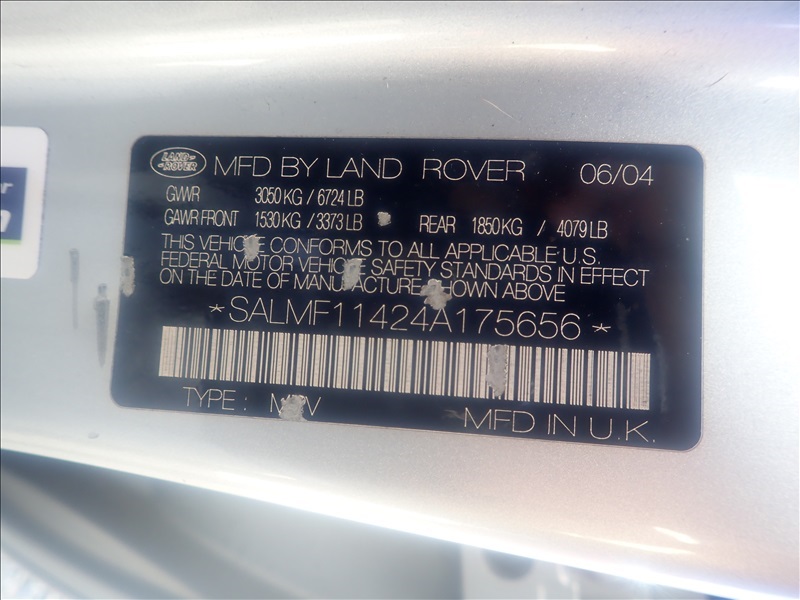 LAND-
-ROVER
MFD BY LAND ROVER 06/04
GVWR 3050 KG / 6724 LB
GAWR FRONT 1530 KG / 3373 LB REAR 1850 KG / 4079 LB
THIS VEHICLE CONFORMS TO ALL APPLICABLE U.S.
FEDERAL MOTOR VEHICLE SAFETY STANDARDS IN EFFECT
ON THE DATE OF MANUFACTURE SHOWN ABOVE
*SALMF11424A175656*
TYPE : MPV
MFD IN U.K.